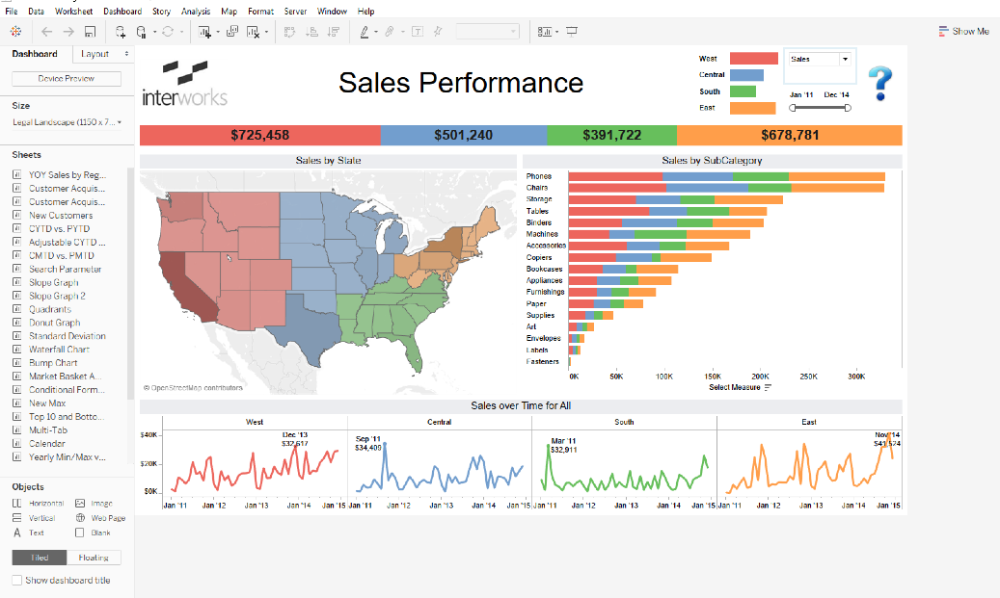 File Data Worksheet Dashboard Story Analysis Map Format Server Window Help
Show Me
Dashboard Layout
Device Preview
Size
Legal Landscape (1150 x 7...
Sheets
YOY Sales by Reg...
Customer Acquis...
Customer Acquis...
New Customers
CYTD vs. PYTD
Adjustable CYTD ...
CMTD vs. PMTD
Search Parameter
Slope Graph
Slope Graph 2
Quadrants
Donut Graph
Standard Deviation
Waterfall Chart
Bump Chart
Market Basket A...
Conditional Form...
New Max
Top 10 and Botto...
Multi-Tab
Calendar
Yearly Min/Max v...
Objects
Horizontal Image
Vertical Web Page
A Text Blank
Tiled Floating
Show dashboard title
interworks
Sales Performance
West
Central
South
East
Sales
Jan '11 Dec '14
?
$725,458 $501,240 $391,722 $678,781
Sales by State
© OpenStreetMap contributors
Sales by SubCategory
Phones
Chairs
Storage
Tables
Binders
Machines
Accessories
Copiers
Bookcases
Appliances
Furnishings
Paper
Supplies
Art
Envelopes
Labels
Fasteners
0K 50K 100K 150K 200K 250K 300K
Select Measure
Sales over Time for All
West Central South East
$40K
$20K
$0K
Dec '13
$32,617
Sep '11
$34,409
Mar '11
$32,911
Nov '14
$41,524
Jan '11 Jan '12 Jan '13 Jan '14 Jan '15 Jan '11 Jan '12 Jan '13 Jan '14 Jan '15 Jan '11 Jan '12 Jan '13 Jan '14 Jan '15 Jan '11 Jan '12 Jan '13 Jan '14 Jan '15